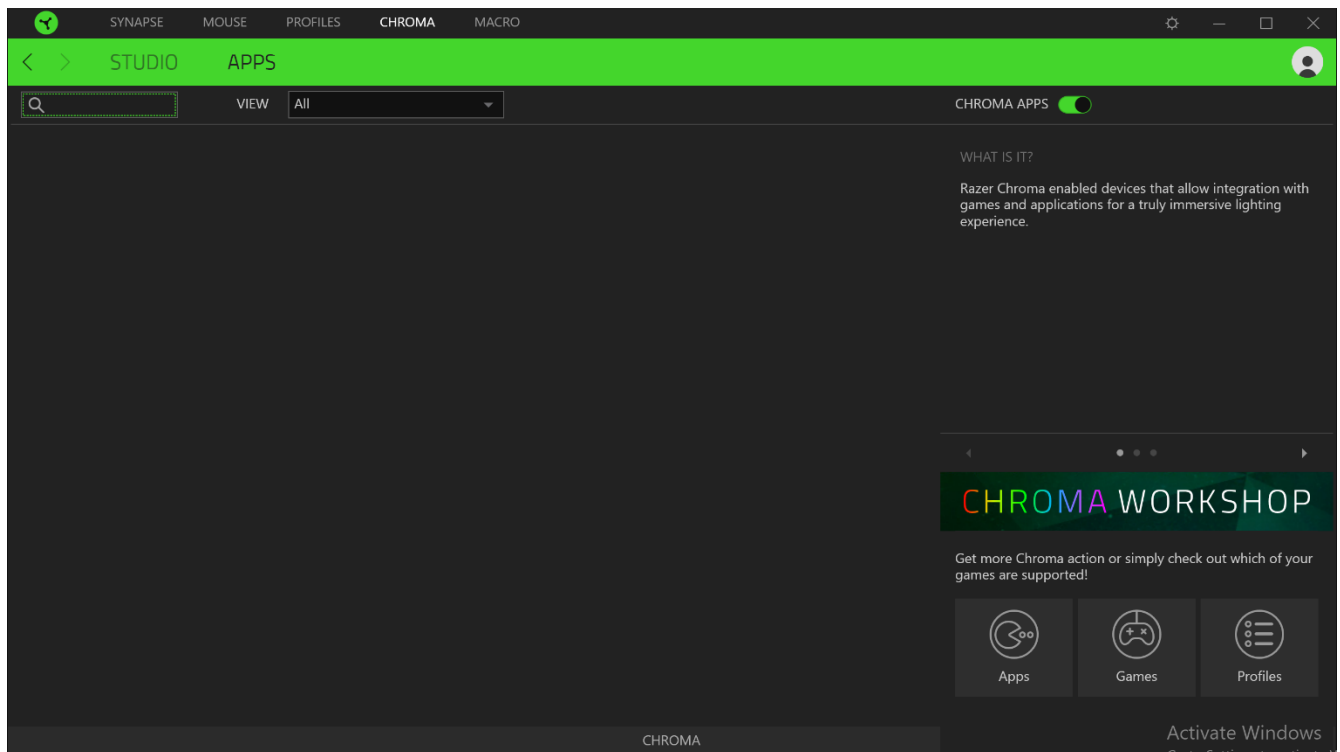 SYNAPSE MOUSE PROFILES CHROMA MACRO
STUDIO APPS
VIEW All CHROMA APPS
WHAT IS IT?
Razer Chroma enabled devices that allow integration with
games and applications for a truly immersive lighting
experience.
CHROMA WORKSHOP
Get more Chroma action or simply check out which of your
games are supported!
Apps Games Profiles
CHROMA
Activate Windows